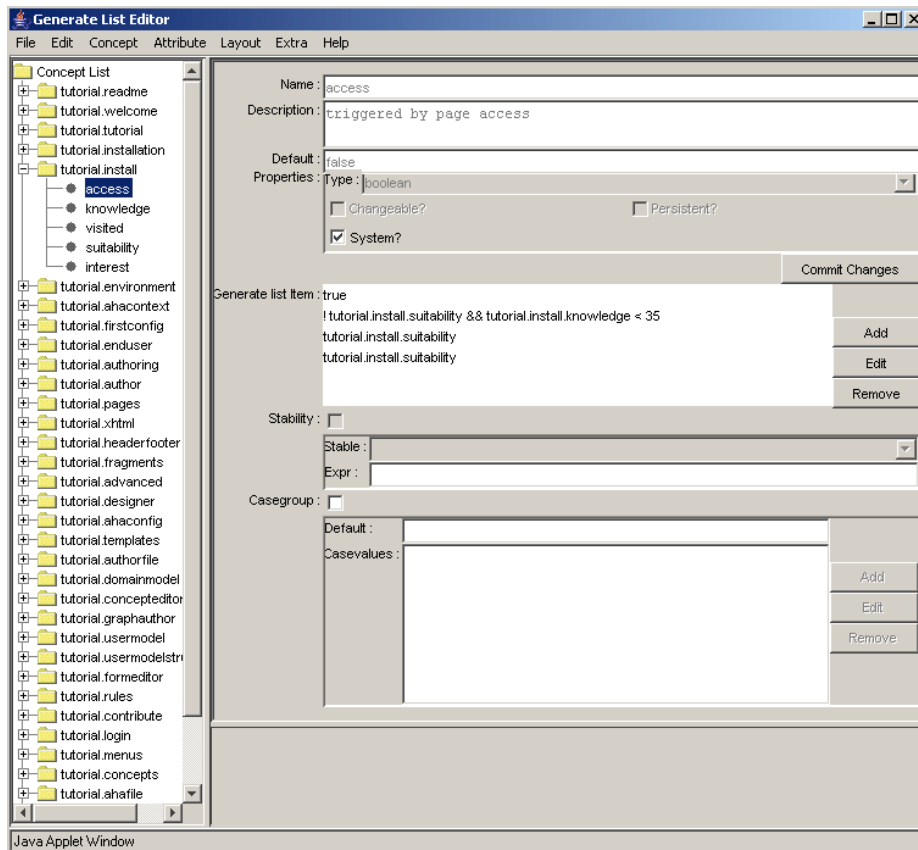 Generate List Editor
File Edit Concept Attribute Layout Extra Help
Concept List
tutorial.readme
tutorial.welcome
tutorial.tutorial
tutorial.installation
tutorial.install
access
knowledge
visited
suitability
interest
tutorial.environment
tutorial.ahacontext
tutorial.firstconfig
tutorial.enduser
tutorial.authoring
tutorial.author
tutorial.pages
tutorial.xhtml
tutorial.headerfooter
tutorial.fragments
tutorial.advanced
tutorial.designer
tutorial.ahaconfig
tutorial.templates
tutorial.authorfile
tutorial.domainmodel
tutorial.concepteditor
tutorial.graphauthor
tutorial.usermodel
tutorial.usermodelstru
tutorial.formeditor
tutorial.rules
tutorial.contribute
tutorial.login
tutorial.menus
tutorial.concepts
tutorial.ahafile
Name : access
Description : triggered by page access
Default : false
Properties : Type : boolean
Changeable? Persistent?
System?
Commit Changes
Generate list Item : true
! tutorial.install.suitability && tutorial.install.knowledge < 35
tutorial.install.suitability
tutorial.install.suitability
Add
Edit
Remove
Stability :
Stable :
Expr :
Casegroup :
Default :
Casevalues :
Add
Edit
Remove
Java Applet Window